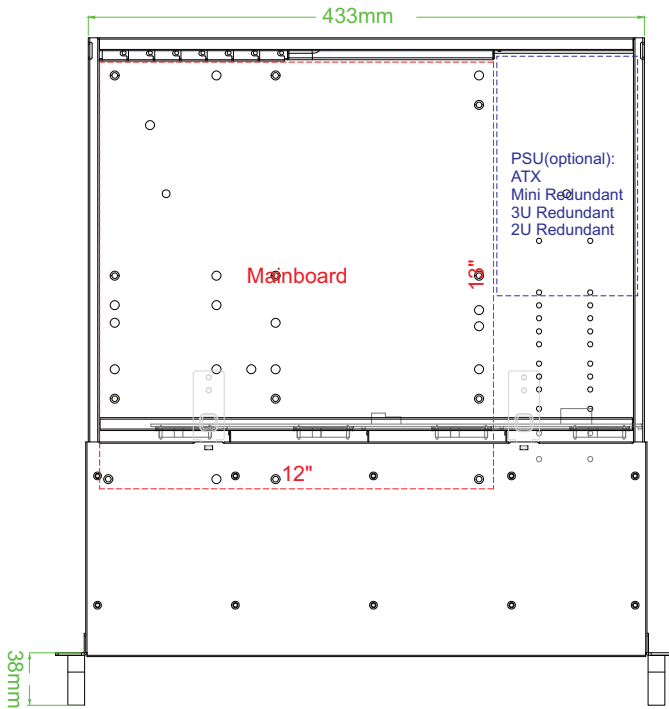 433mm
PSU(optional):
ATX
Mini Redundant
3U Redundant
2U Redundant
Mainboard
13"
12"
38mm